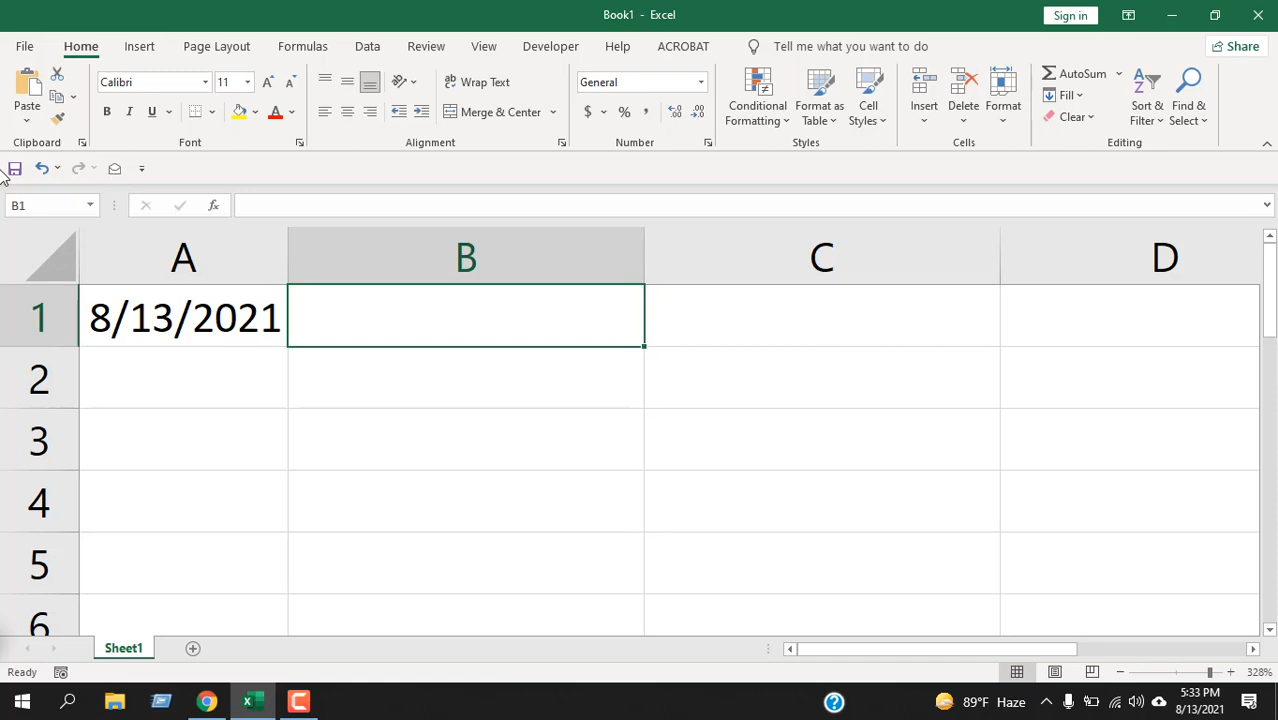 Book1 - Excel
Sign in
File Home Insert Page Layout Formulas Data Review View Developer Help ACROBAT Tell me what you want to do Share
Paste
Calibri 11
B I U A
Wrap Text
Merge & Center
General
$ % ,
Conditional Formatting
Format as Table
Cell Styles
Insert
Delete
Format
AutoSum
Fill
Clear
Sort & Filter
Find & Select
Clipboard Font Alignment Number Styles Cells Editing
B1 fx
A B C D
1 8/13/2021
2
3
4
5
6
Sheet1
Ready 328%
89°F Haze 5:33 PM
8/13/2021